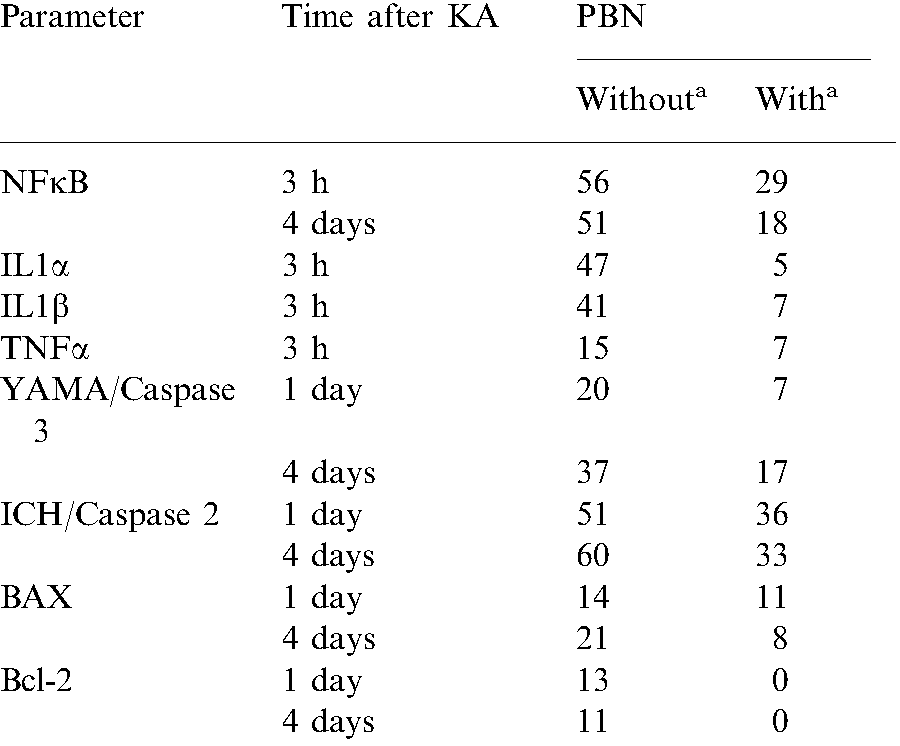 Parameter Time after KA PBN
Withoutᵃ Withᵃ
NFκB 3 h 56 29
4 days 51 18
IL1α 3 h 47 5
IL1β 3 h 41 7
TNFα 3 h 15 7
YAMA/Caspase 1 day 20 7
3
4 days 37 17
ICH/Caspase 2 1 day 51 36
4 days 60 33
BAX 1 day 14 11
4 days 21 8
Bcl-2 1 day 13 0
4 days 11 0